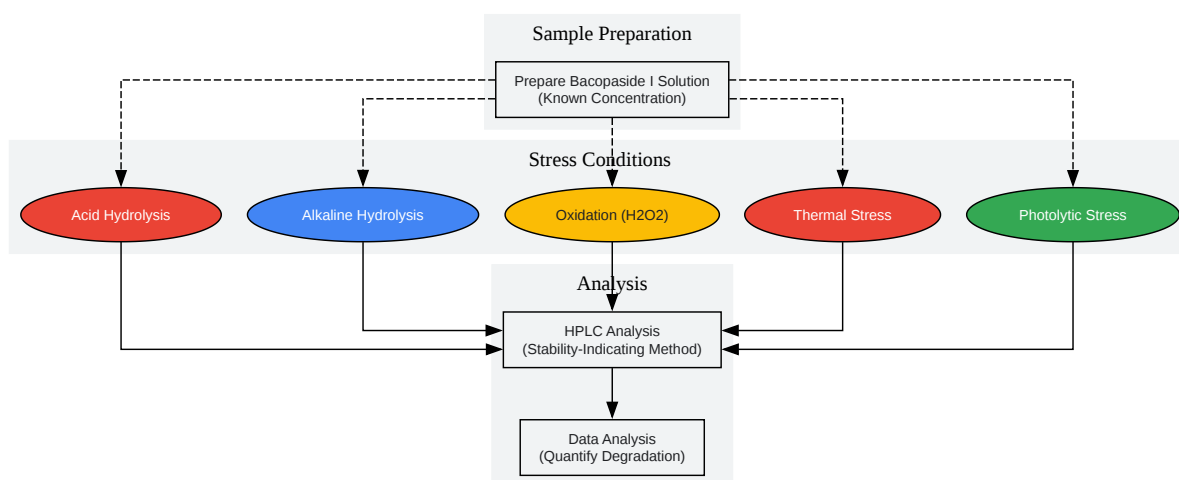 Sample Preparation
Prepare Bacopaside I Solution
(Known Concentration)
Stress Conditions
Acid Hydrolysis
Alkaline Hydrolysis
Oxidation (H2O2)
Thermal Stress
Photolytic Stress
Analysis
HPLC Analysis
(Stability-Indicating Method)
Data Analysis
(Quantify Degradation)